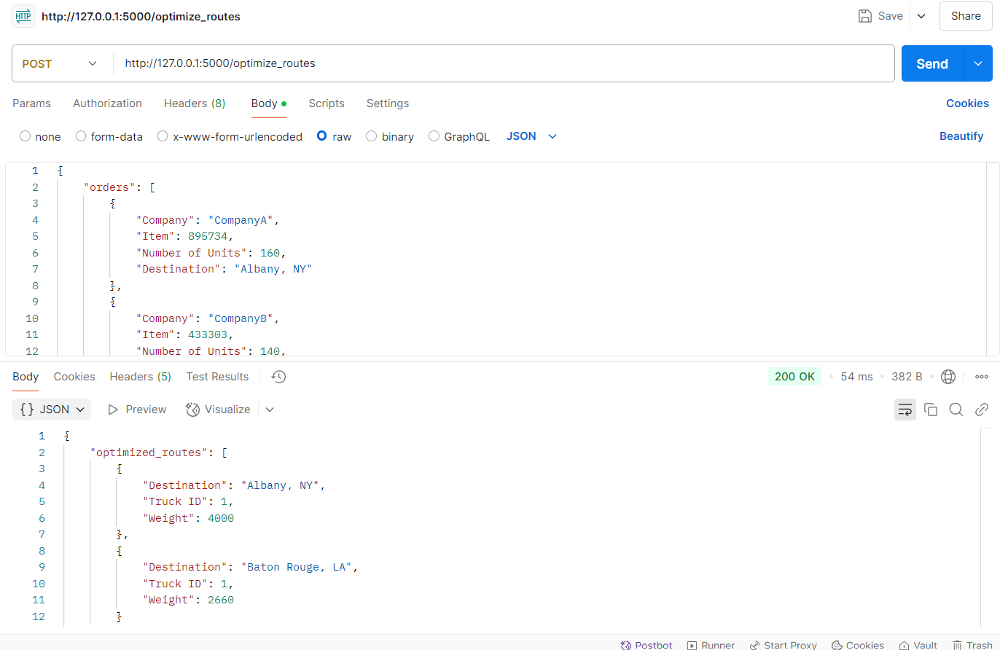 HTTP http://127.0.0.1:5000/optimize_routes Save Share
POST http://127.0.0.1:5000/optimize_routes Send
Params Authorization Headers (8) Body Scripts Settings Cookies
none form-data x-www-form-urlencoded raw binary GraphQL JSON Beautify
1 {
2 "orders": [
3 {
4 "Company": "CompanyA",
5 "Item": 895734,
6 "Number of Units": 160,
7 "Destination": "Albany, NY"
8 },
9 {
10 "Company": "CompanyB",
11 "Item": 433303,
12 "Number of Units": 140,
Body Cookies Headers (5) Test Results 200 OK 54 ms 382 B
{} JSON Preview Visualize
1 {
2 "optimized_routes": [
3 {
4 "Destination": "Albany, NY",
5 "Truck ID": 1,
6 "Weight": 4000
7 },
8 {
9 "Destination": "Baton Rouge, LA",
10 "Truck ID": 1,
11 "Weight": 2660
12 }
Postbot Runner Start Proxy Cookies Vault Trash